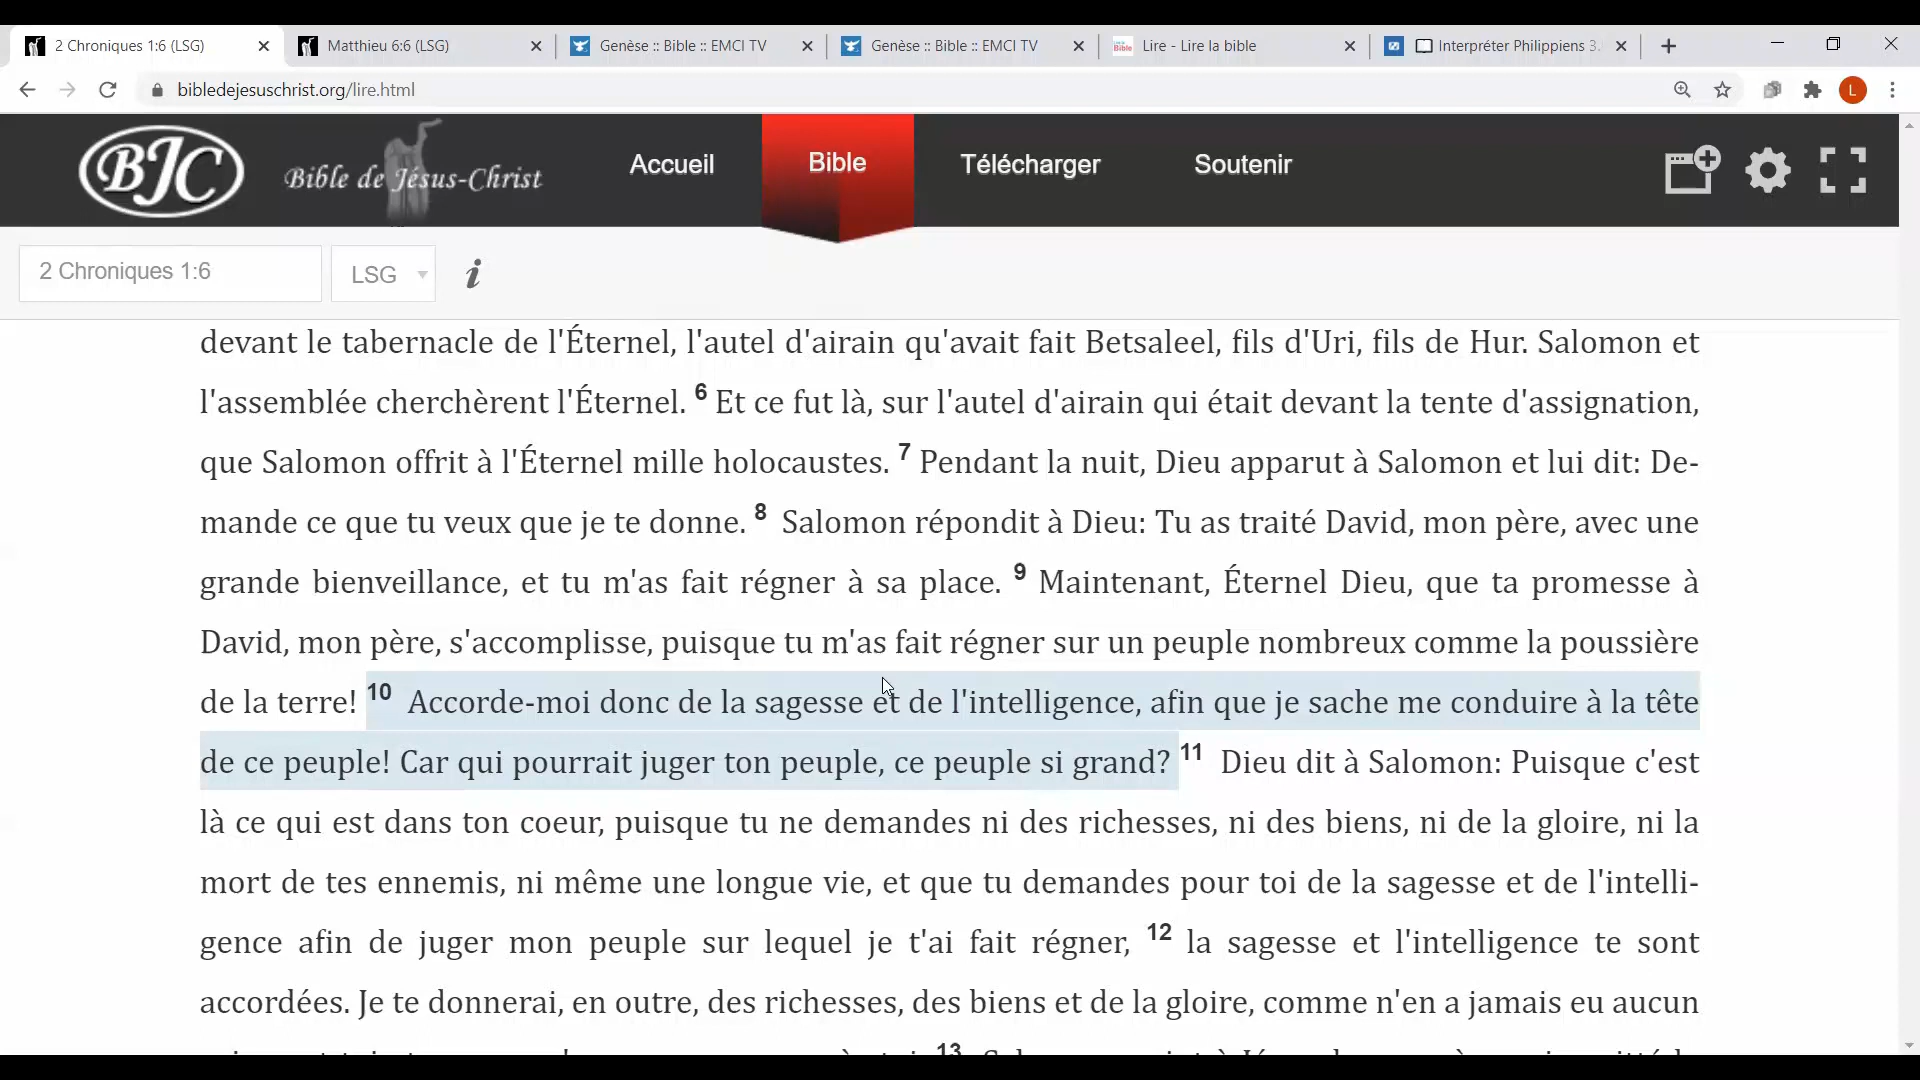 2 Chroniques 1:6 (LSG)
Matthieu 6:6 (LSG)
Genèse :: Bible :: EMCI TV
Genèse :: Bible :: EMCI TV
Lire - Lire la bible
Interpréter Philippiens 3.
bibledejesuschrist.org/lire.html
L
BJC
Bible de Jésus-Christ
Accueil
Bible
Télécharger
Soutenir
2 Chroniques 1:6
LSG
i
devant le tabernacle de l'Éternel, l'autel d'airain qu'avait fait Betsaleel, fils d'Uri, fils de Hur. Salomon et
l'assemblée cherchèrent l'Éternel. 6 Et ce fut là, sur l'autel d'airain qui était devant la tente d'assignation,
que Salomon offrit à l'Éternel mille holocaustes. 7 Pendant la nuit, Dieu apparut à Salomon et lui dit: De-
mande ce que tu veux que je te donne. 8 Salomon répondit à Dieu: Tu as traité David, mon père, avec une
grande bienveillance, et tu m'as fait régner à sa place. 9 Maintenant, Éternel Dieu, que ta promesse à
David, mon père, s'accomplisse, puisque tu m'as fait régner sur un peuple nombreux comme la poussière
de la terre! 10 Accorde-moi donc de la sagesse et de l'intelligence, afin que je sache me conduire à la tête
de ce peuple! Car qui pourrait juger ton peuple, ce peuple si grand? 11 Dieu dit à Salomon: Puisque c'est
là ce qui est dans ton coeur, puisque tu ne demandes ni des richesses, ni des biens, ni de la gloire, ni la
mort de tes ennemis, ni même une longue vie, et que tu demandes pour toi de la sagesse et de l'intelli-
gence afin de juger mon peuple sur lequel je t'ai fait régner, 12 la sagesse et l'intelligence te sont
accordées. Je te donnerai, en outre, des richesses, des biens et de la gloire, comme n'en a jamais eu aucun
13